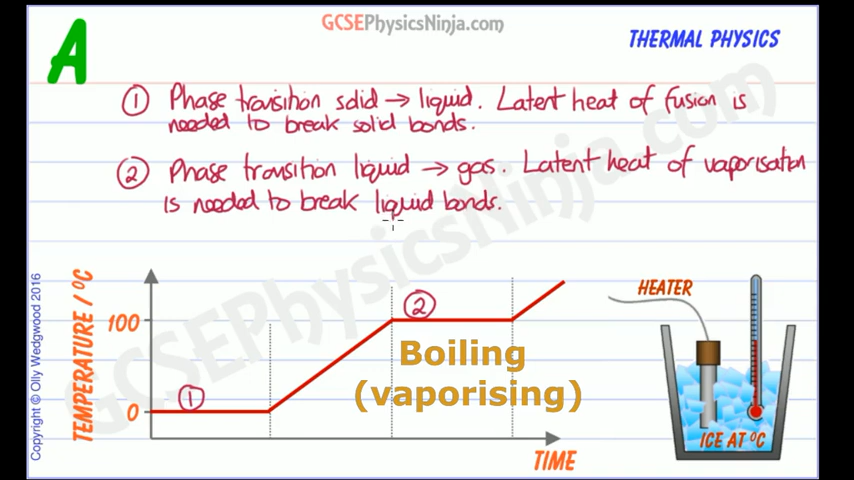 GCSEPhysicsNinja.com
A
THERMAL PHYSICS
① Phase transition solid → liquid. Latent heat of fusion is
needed to break solid bonds.
② Phase transition liquid → gas. Latent heat of vaporisation
is needed to break liquid bonds.
GCSEPhysicsNinja.com
Copyright © Olly Wedgwood 2016
TEMPERATURE / °C
100
0
①
②
Boiling
(vaporising)
TIME
HEATER
ICE AT 0°C